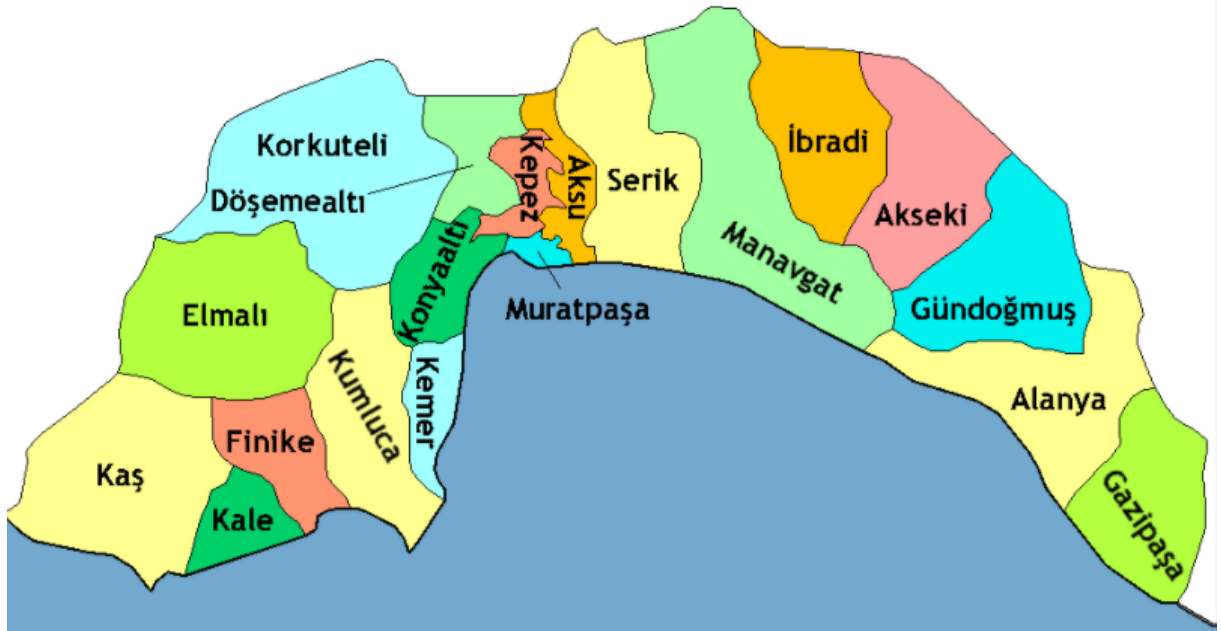 Korkuteli
Döşemealtı
Kepez
Aksu
Serik
İbradi
Akseki
Elmalı
Konyaaltı
Muratpaşa
Manavgat
Gündoğmuş
Kumluca
Kemer
Alanya
Finike
Kaş
Kale
Gazipaşa